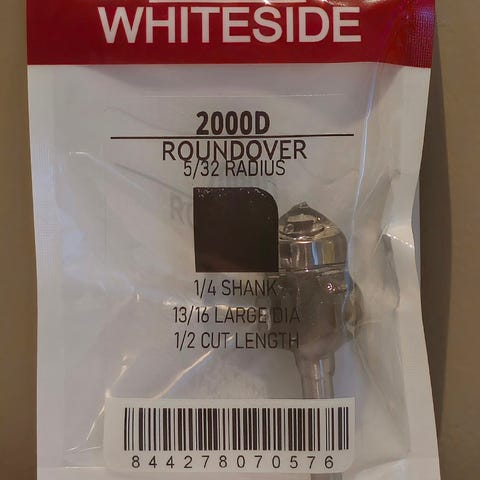 WHITESIDE
2000D
ROUNDOVER
5/32 RADIUS
1/4 SHANK
13/16 LARGE DIA
1/2 CUT LENGTH
844278070576